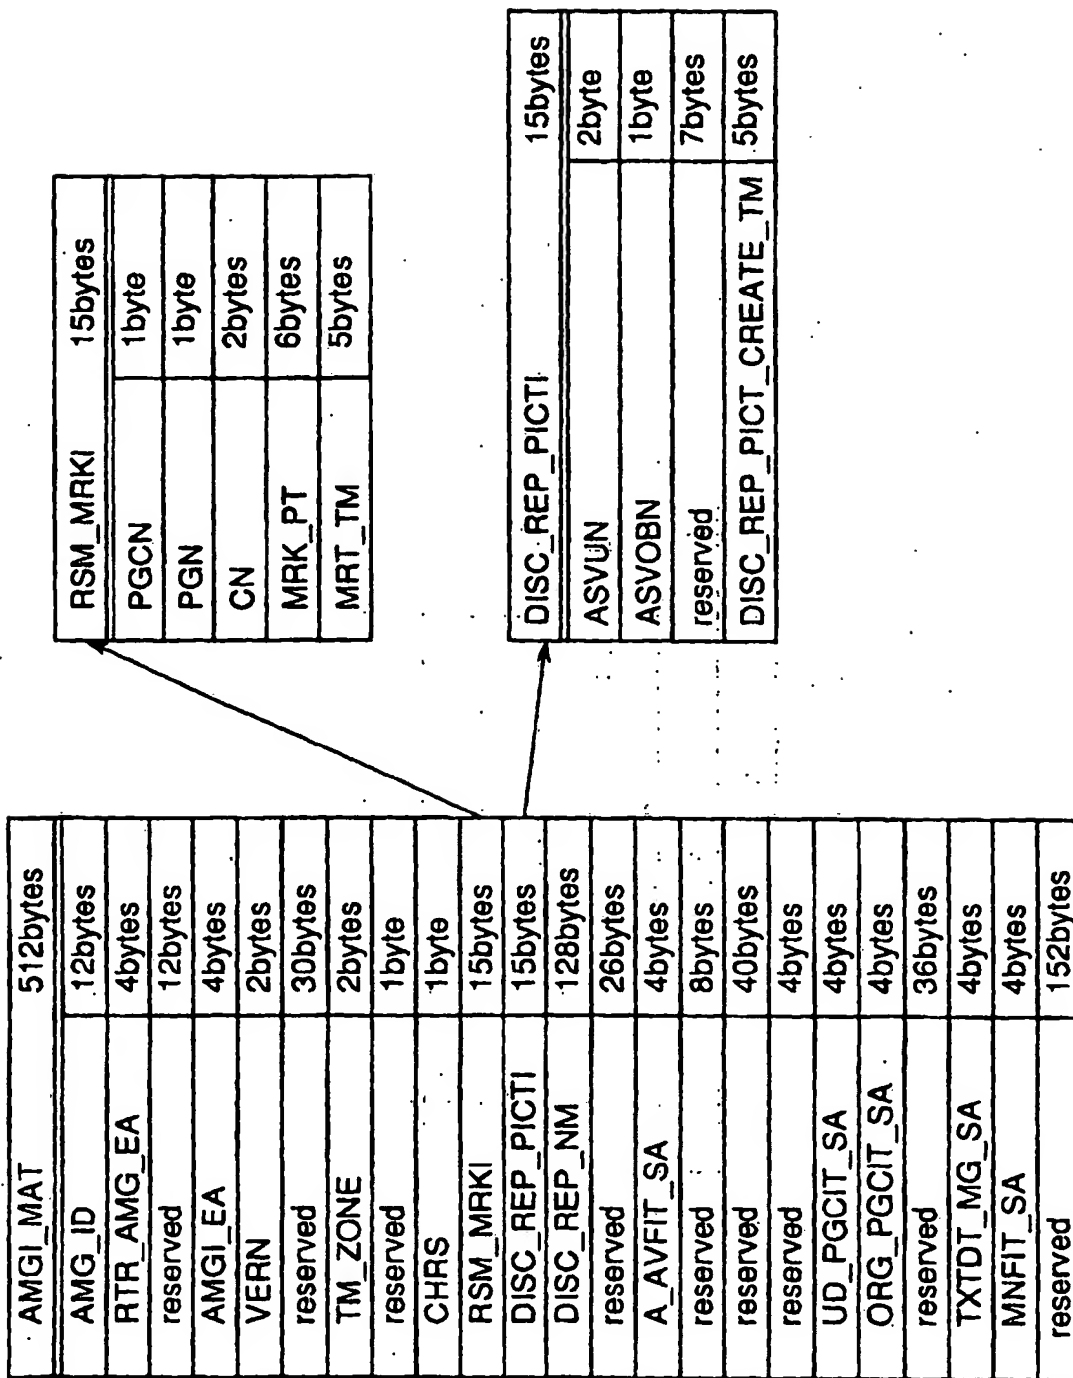 AMGI_MAT 512bytes
AMG_ID 12bytes
RTR_AMG_EA 4bytes
reserved 12bytes
AMGI_EA 4bytes
VERN 2bytes
reserved 30bytes
TM_ZONE 2bytes
reserved 1byte
CHRS 1byte
RSM_MRKI 15bytes
DISC_REP_PICTI 15bytes
DISC_REP_NM 128bytes
reserved 26bytes
A_AVFIT_SA 4bytes
reserved 8bytes
reserved 40bytes
reserved 4bytes
UD_PGCIT_SA 4bytes
ORG_PGCIT_SA 4bytes
reserved 36bytes
TXTDT_MG_SA 4bytes
MNFIT_SA 4bytes
reserved 152bytes
RSM_MRKI 15bytes
PGCN 1byte
PGN 1byte
CN 2bytes
MRK_PT 6bytes
MRT_TM 5bytes
DISC_REP_PICTI 15bytes
ASVUN 2byte
ASVOBN 1byte
reserved 7bytes
DISC_REP_PICT_CREATE_TM 5bytes